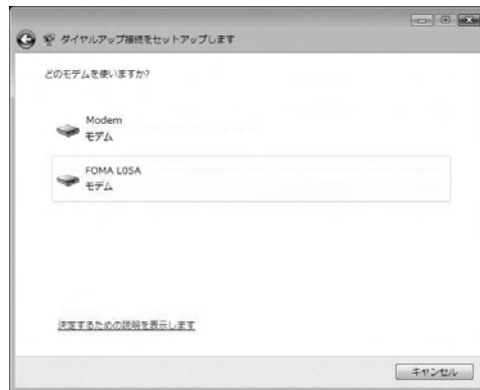 ダイヤルアップ接続をセットアップします
どのモデムを使いますか?
Modem
モデム
FOMA L05A
モデム
決定するための説明を表示します
キャンセル